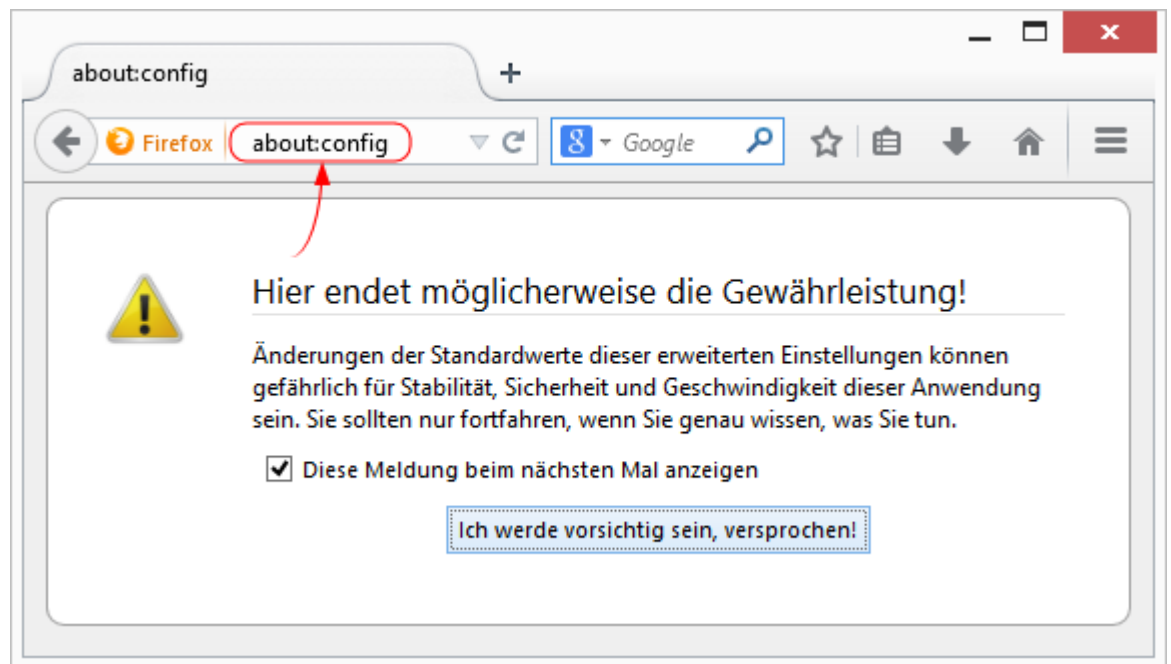 about:config
Firefox about:config Google
Hier endet möglicherweise die Gewährleistung!
Änderungen der Standardwerte dieser erweiterten Einstellungen können
gefährlich für Stabilität, Sicherheit und Geschwindigkeit dieser Anwendung
sein. Sie sollten nur fortfahren, wenn Sie genau wissen, was Sie tun.
Diese Meldung beim nächsten Mal anzeigen
Ich werde vorsichtig sein, versprochen!